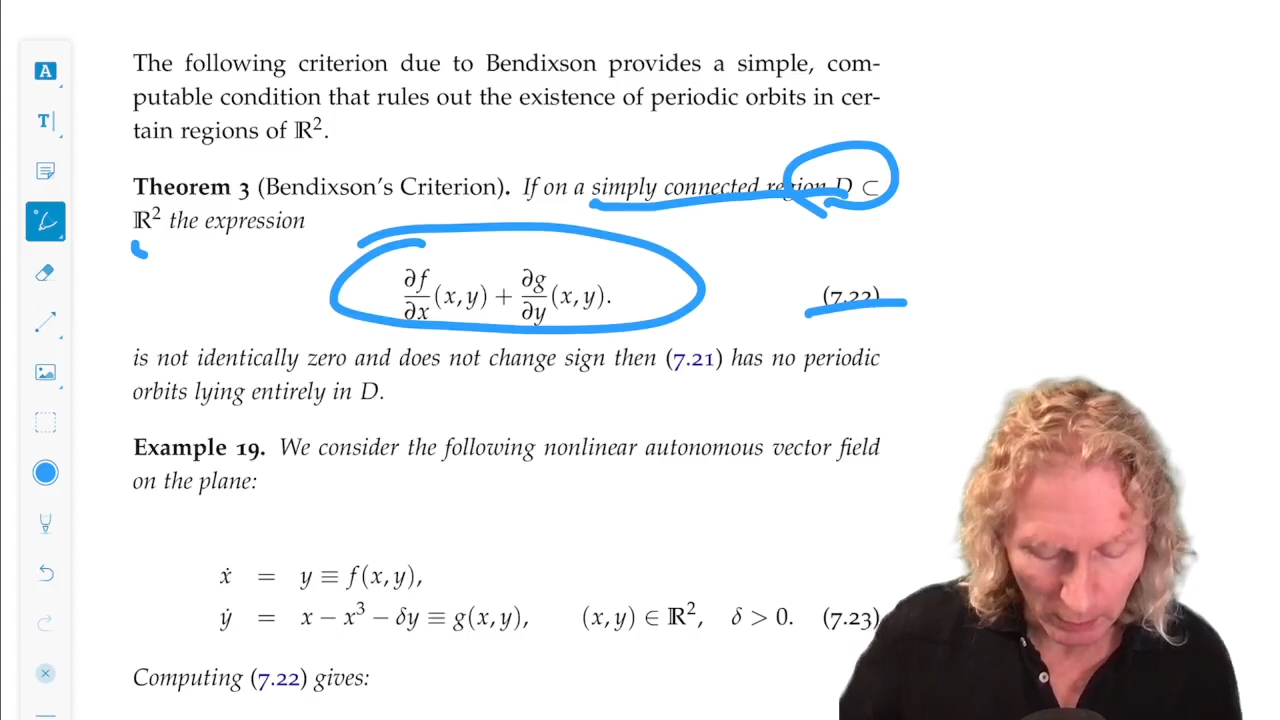 The following criterion due to Bendixson provides a simple, com-
putable condition that rules out the existence of periodic orbits in cer-
tain regions of ℝ².
Theorem 3 (Bendixson's Criterion). If on a simply connected region D ⊂
ℝ² the expression
∂f/∂x (x, y) + ∂g/∂y (x, y). (7.22)
is not identically zero and does not change sign then (7.21) has no periodic
orbits lying entirely in D.
Example 19. We consider the following nonlinear autonomous vector field
on the plane:
ẋ = y ≡ f(x, y),
ẏ = x − x³ − δy ≡ g(x, y), (x, y) ∈ ℝ², δ > 0. (7.23)
Computing (7.22) gives:
A
T